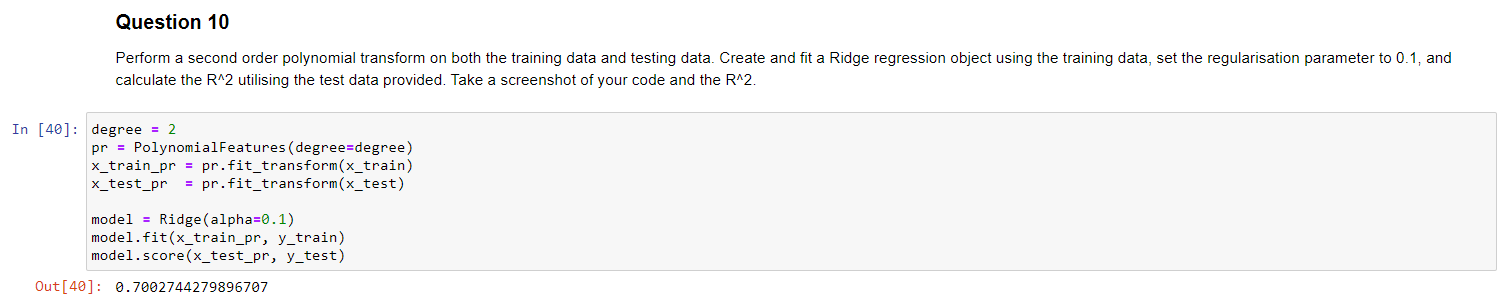 Question 10
Perform a second order polynomial transform on both the training data and testing data. Create and fit a Ridge regression object using the training data, set the regularisation parameter to 0.1, and
calculate the R^2 utilising the test data provided. Take a screenshot of your code and the R^2.
In [40]: degree = 2
pr = PolynomialFeatures(degree=degree)
x_train_pr = pr.fit_transform(x_train)
x_test_pr  = pr.fit_transform(x_test)
model = Ridge(alpha=0.1)
model.fit(x_train_pr, y_train)
model.score(x_test_pr, y_test)
Out[40]: 0.7002744279896707